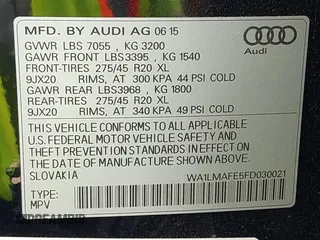 MFD. BY AUDI AG 06 15
GVWR LBS 7055 , KG 3200
GAWR FRONT LBS3395 , KG 1540
FRONT-TIRES 275/45 R20 XL
9JX20 RIMS, AT 300 KPA 44 PSI COLD
GAWR REAR LBS3968 , KG 1800
REAR-TIRES 275/45 R20 XL
9JX20 RIMS, AT 340 KPA 49 PSI COLD
Audi
THIS VEHICLE CONFORMS TO ALL APPLICABLE
U.S. FEDERAL MOTOR VEHICLE SAFETY AND
THEFT PREVENTION STANDARDS IN EFFECT ON
THE DATE OF MANUFACTURE SHOWN ABOVE.
SLOVAKIA WA1LMAFE5FD030021
TYPE:
MPV